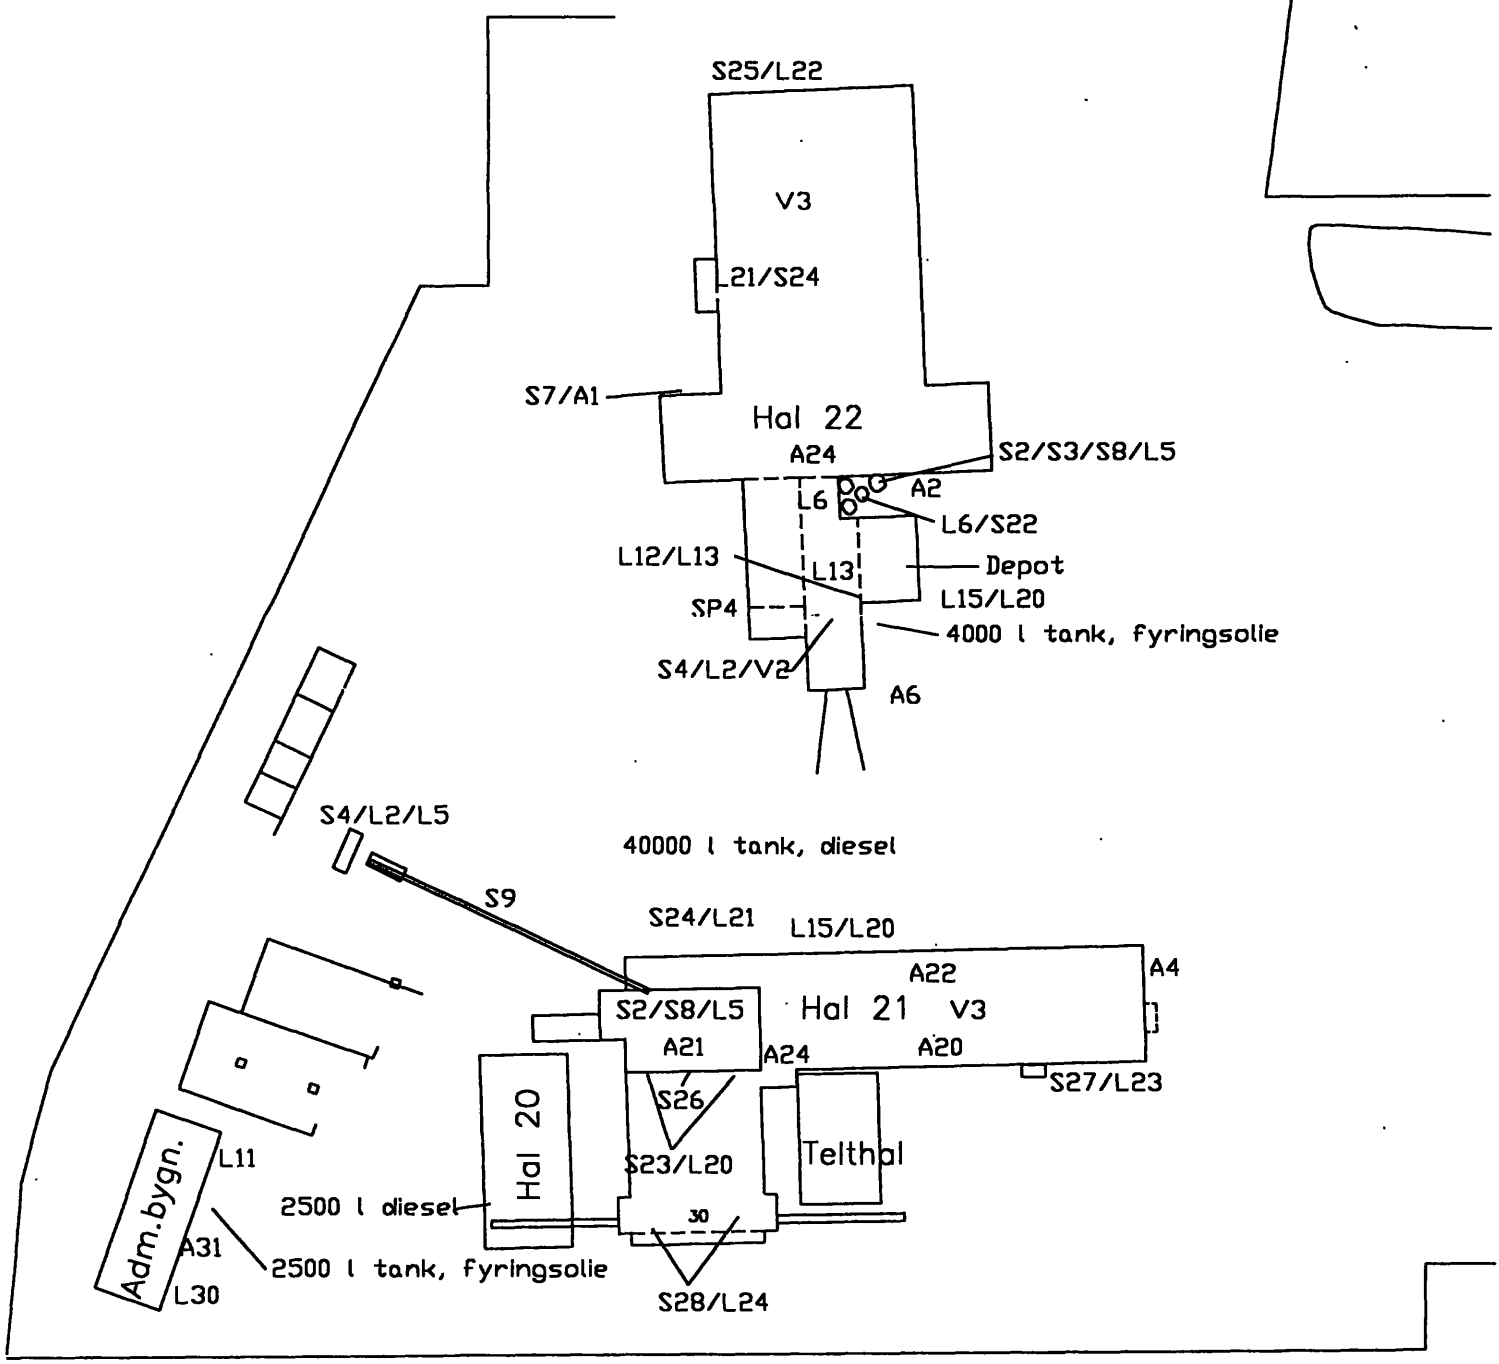 S25/L22
V3
L21/S24
S7/A1
Hal 22
A24
S2/S3/S8/L5
A2
L6
L6/S22
L12/L13
L13
Depot
L15/L20
SP4
4000 l tank, fyringsolie
S4/L2/V2
A6
S4/L2/L5
40000 l tank, diesel
S9
S24/L21
L15/L20
A22
A4
S2/S8/L5
Hal 21
V3
A21
A24
A20
S26
S27/L23
Hal 20
Telthal
S23/L20
L11
Adm.bygn.
2500 l diesel
30
A31
2500 l tank, fyringsolie
L30
S28/L24